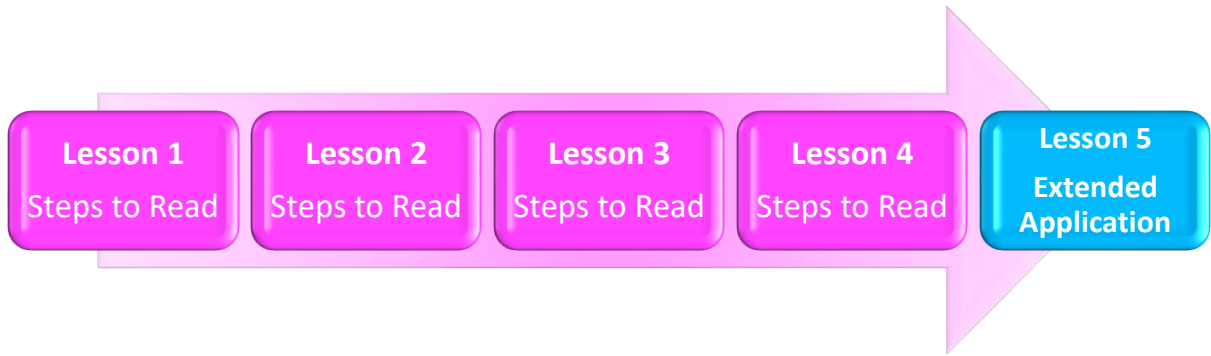 Lesson 1
Steps to Read
Lesson 2
Steps to Read
Lesson 3
Steps to Read
Lesson 4
Steps to Read
Lesson 5
Extended
Application